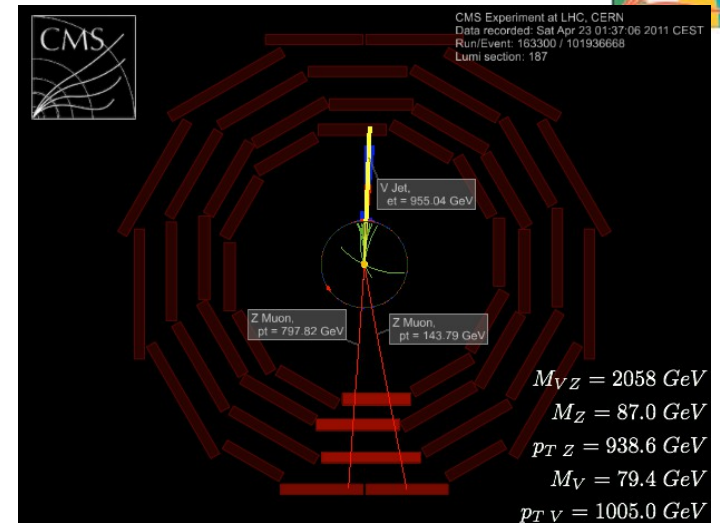 CMS
CMS Experiment at LHC, CERN
Data recorded: Sat Apr 23 01:37:06 2011 CEST
Run/Event: 163300 / 101936668
Lumi section: 187
V Jet,
et = 955.04 GeV
Z Muon,
pt = 797.82 GeV
Z Muon,
pt = 143.79 GeV
M_{VZ} = 2058 GeV
M_Z = 87.0 GeV
p_{T Z} = 938.6 GeV
M_V = 79.4 GeV
p_{T V} = 1005.0 GeV